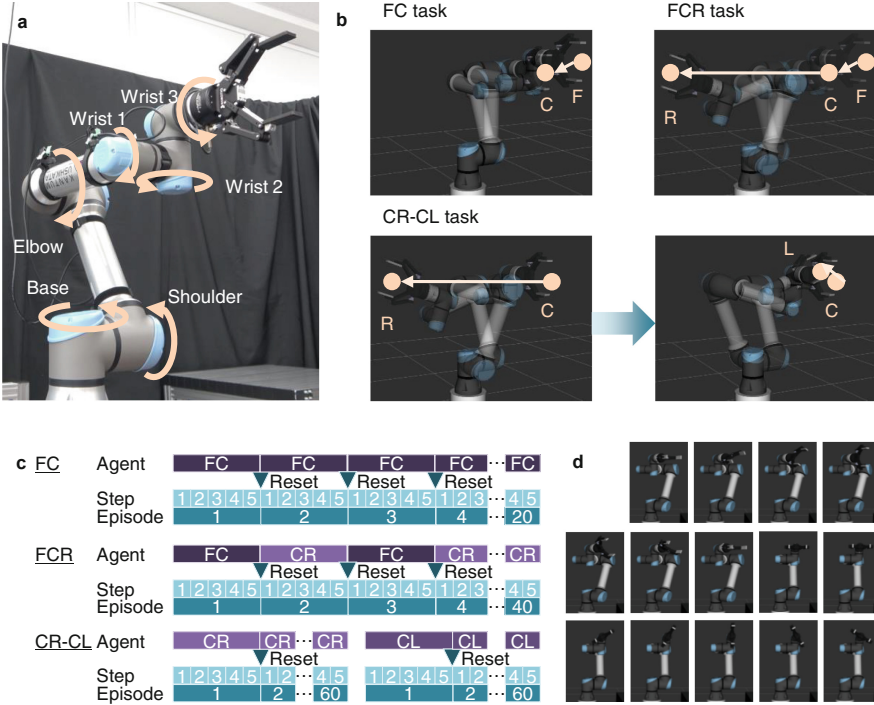 a
Wrist 3
Wrist 1
Wrist 2
Elbow
Base
Shoulder
b
FC task
C F
FCR task
R C F
CR-CL task
R C
L
C
c
FC Agent FC FC FC FC ··· FC
Reset Reset Reset
Step 1 2 3 4 5 1 2 3 4 5 1 2 3 4 5 1 2 3 ··· 4 5
Episode 1 2 3 4 ··· 20
FCR Agent FC CR FC CR ··· CR
Reset Reset Reset
Step 1 2 3 4 5 1 2 3 4 5 1 2 3 4 5 1 2 3 ··· 4 5
Episode 1 2 3 4 ··· 40
CR-CL Agent CR CR ··· CR CL CL CL
Reset Reset
Step 1 2 3 4 5 1 2 ··· 4 5 1 2 3 4 5 1 2 ··· 4 5
Episode 1 2 ··· 60 1 2 ··· 60
d